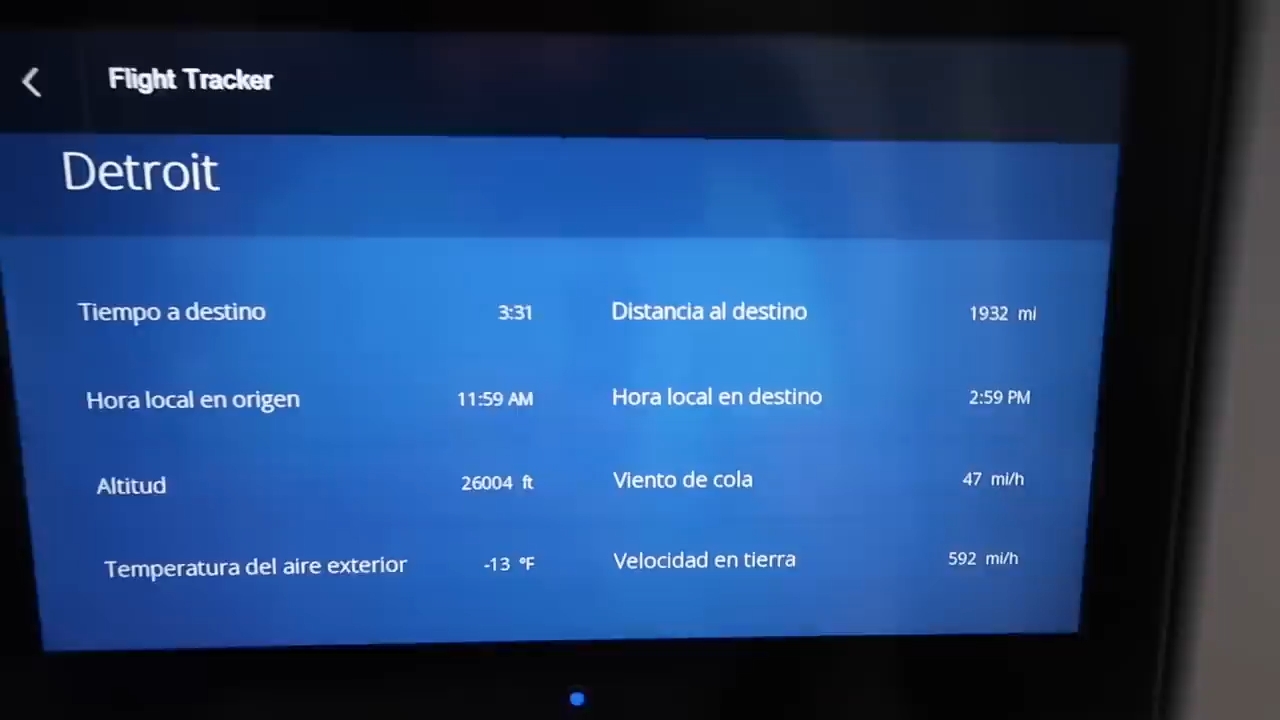 Flight Tracker
Detroit
Tiempo a destino 3:31 Distancia al destino 1932 mi
Hora local en origen 11:59 AM Hora local en destino 2:59 PM
Altitud 26004 ft Viento de cola 47 mi/h
Temperatura del aire exterior -13 °F Velocidad en tierra 592 mi/h